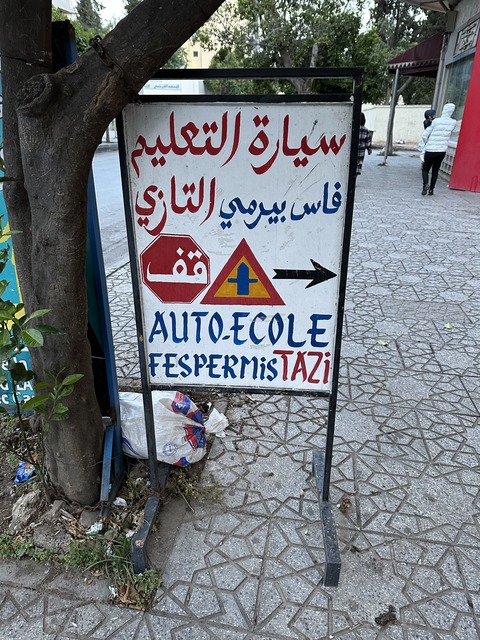 سيارة التعليم
فاس بيرمي التازي
قف
AUTO-ECOLE
FESPERMIS TAZI